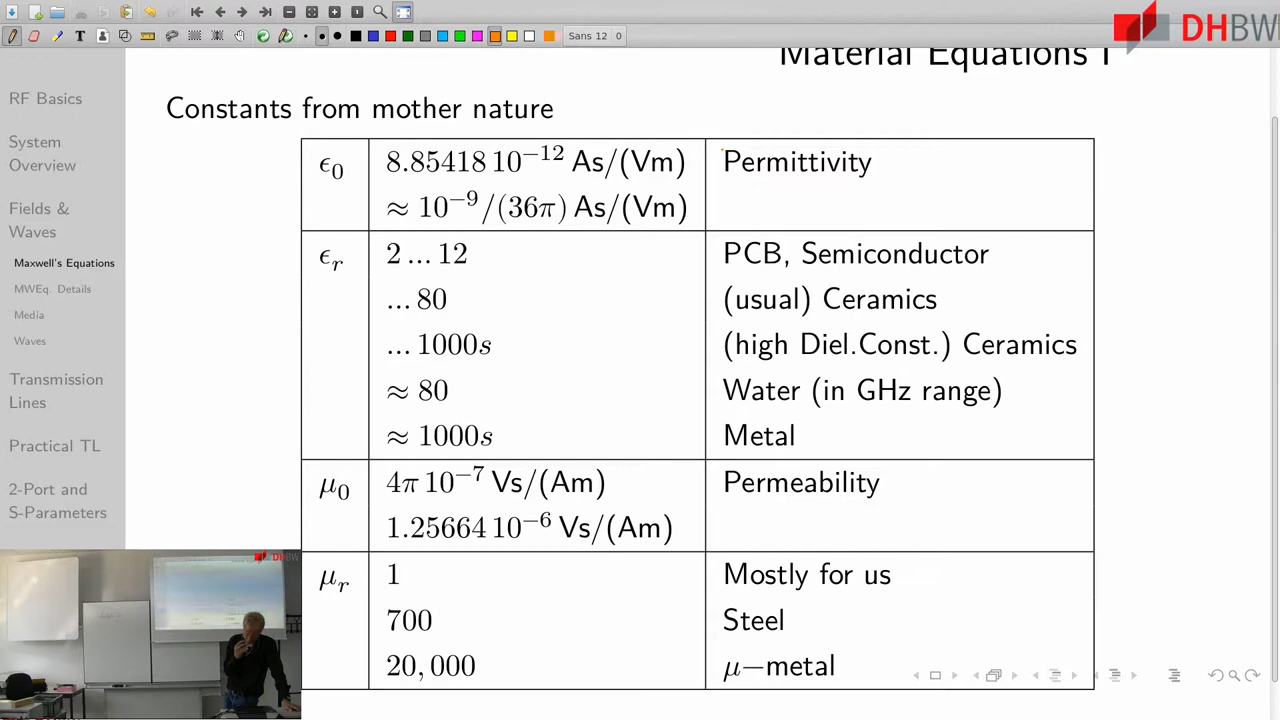 Sans 12 0
DHBW
Material Equations I
RF Basics
System
Overview
Fields &
Waves
Maxwell's Equations
MWEq. Details
Media
Waves
Transmission
Lines
Practical TL
2-Port and
S-Parameters
Constants from mother nature
ϵ₀ 8.85418 10⁻¹² As/(Vm) Permittivity
≈ 10⁻⁹/(36π) As/(Vm)
ϵᵣ 2 … 12 PCB, Semiconductor
… 80 (usual) Ceramics
… 1000s (high Diel.Const.) Ceramics
≈ 80 Water (in GHz range)
≈ 1000s Metal
μ₀ 4π 10⁻⁷ Vs/(Am) Permeability
1.25664 10⁻⁶ Vs/(Am)
μᵣ 1 Mostly for us
700 Steel
20,000 μ−metal
DHBW